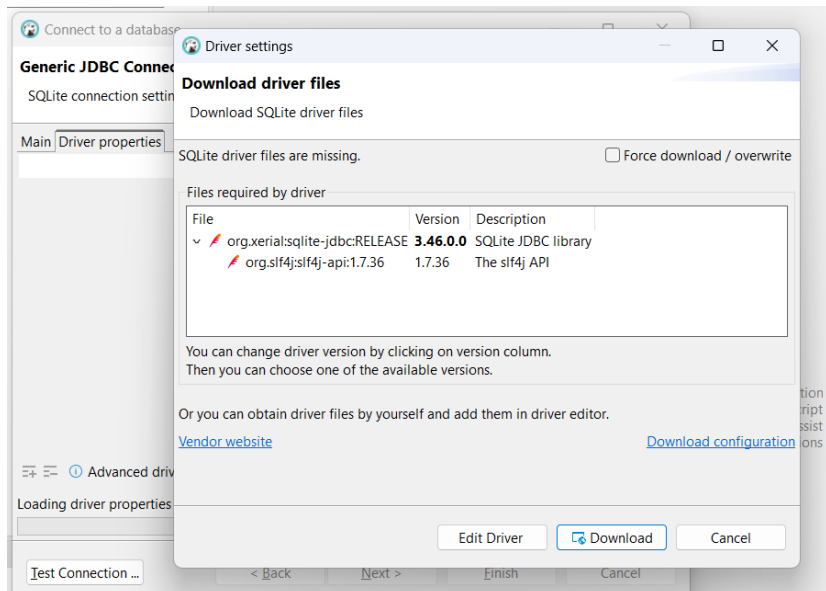 Connect to a database
Driver settings
Generic JDBC Connec
Download driver files
SQLite connection settin
Download SQLite driver files
Main Driver properties
SQLite driver files are missing.
Force download / overwrite
Files required by driver
File Version Description
org.xerial:sqlite-jdbc:RELEASE 3.46.0.0 SQLite JDBC library
org.slf4j:slf4j-api:1.7.36 1.7.36 The slf4j API
You can change driver version by clicking on version column.
Then you can choose one of the available versions.
Or you can obtain driver files by yourself and add them in driver editor.
Vendor website
Download configuration
tion
ript
ssist
ions
Advanced driv
Loading driver properties
Edit Driver Download Cancel
Test Connection ... < Back Next > Finish Cancel